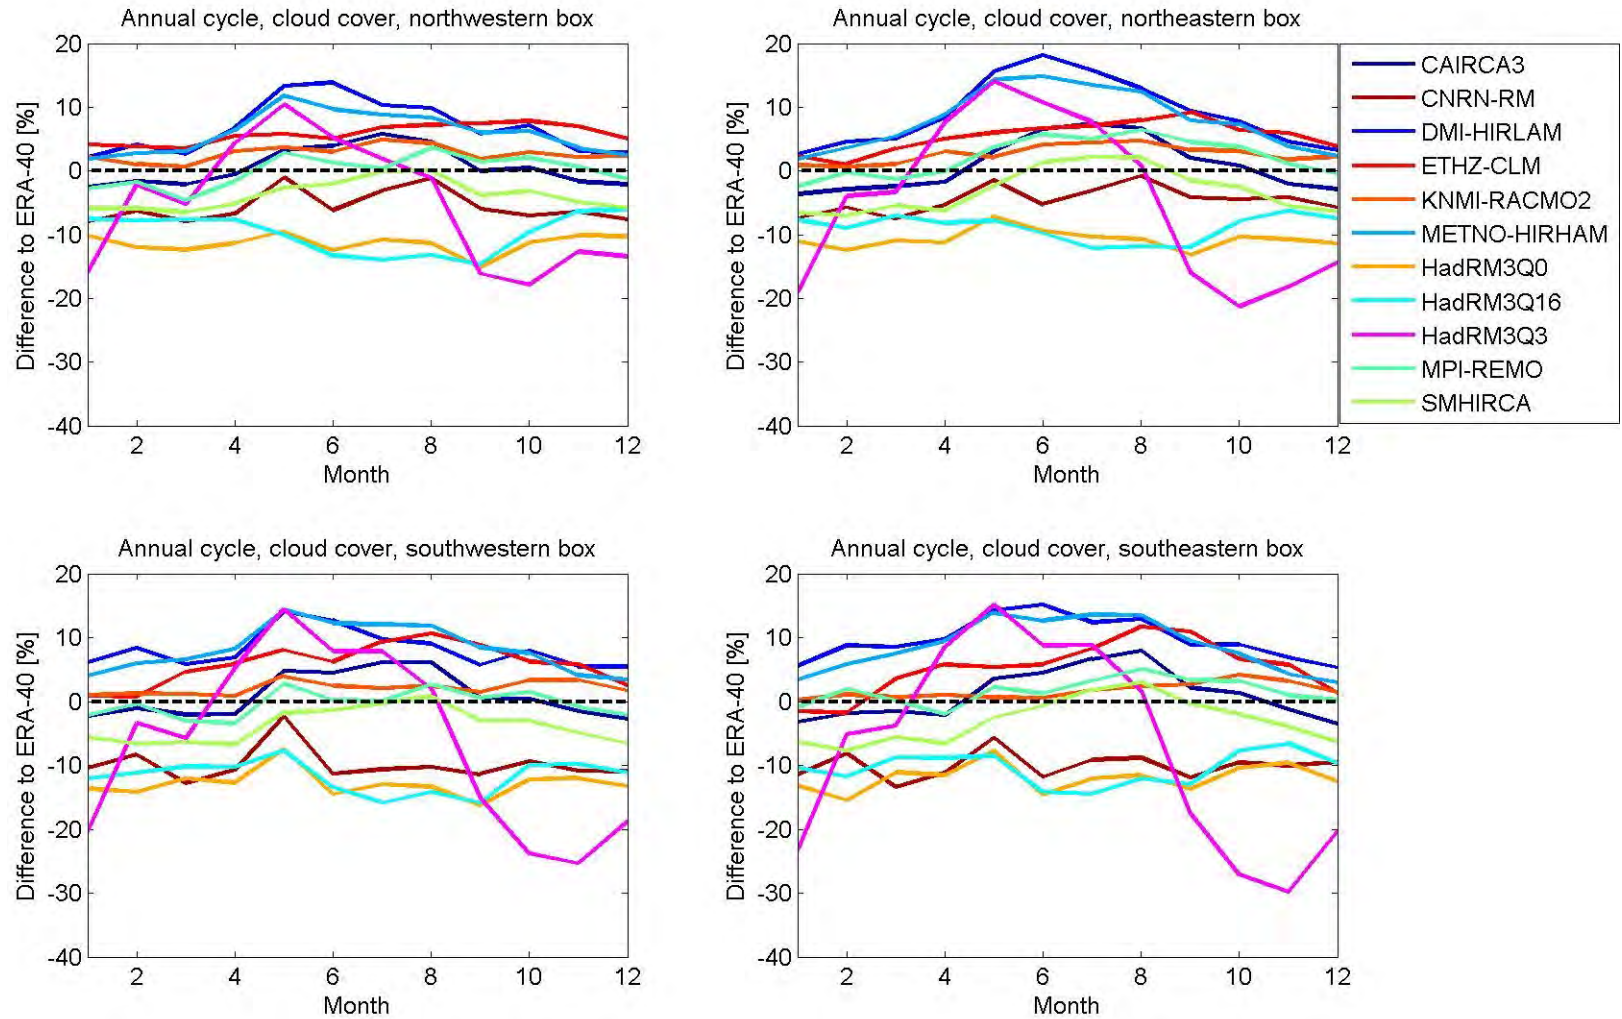 Annual cycle, cloud cover, northwestern box
20
10
0
-10
-20
-30
-40
Difference to ERA-40 [%]
2 4 6 8 10 12
Month
Annual cycle, cloud cover, northeastern box
20
10
0
-10
-20
-30
-40
Difference to ERA-40 [%]
2 4 6 8 10 12
Month
CAIRCA3
CNRN-RM
DMI-HIRLAM
ETHZ-CLM
KNMI-RACMO2
METNO-HIRHAM
HadRM3Q0
HadRM3Q16
HadRM3Q3
MPI-REMO
SMHIRCA
Annual cycle, cloud cover, southwestern box
20
10
0
-10
-20
-30
-40
Difference to ERA-40 [%]
2 4 6 8 10 12
Month
Annual cycle, cloud cover, southeastern box
20
10
0
-10
-20
-30
-40
Difference to ERA-40 [%]
2 4 6 8 10 12
Month